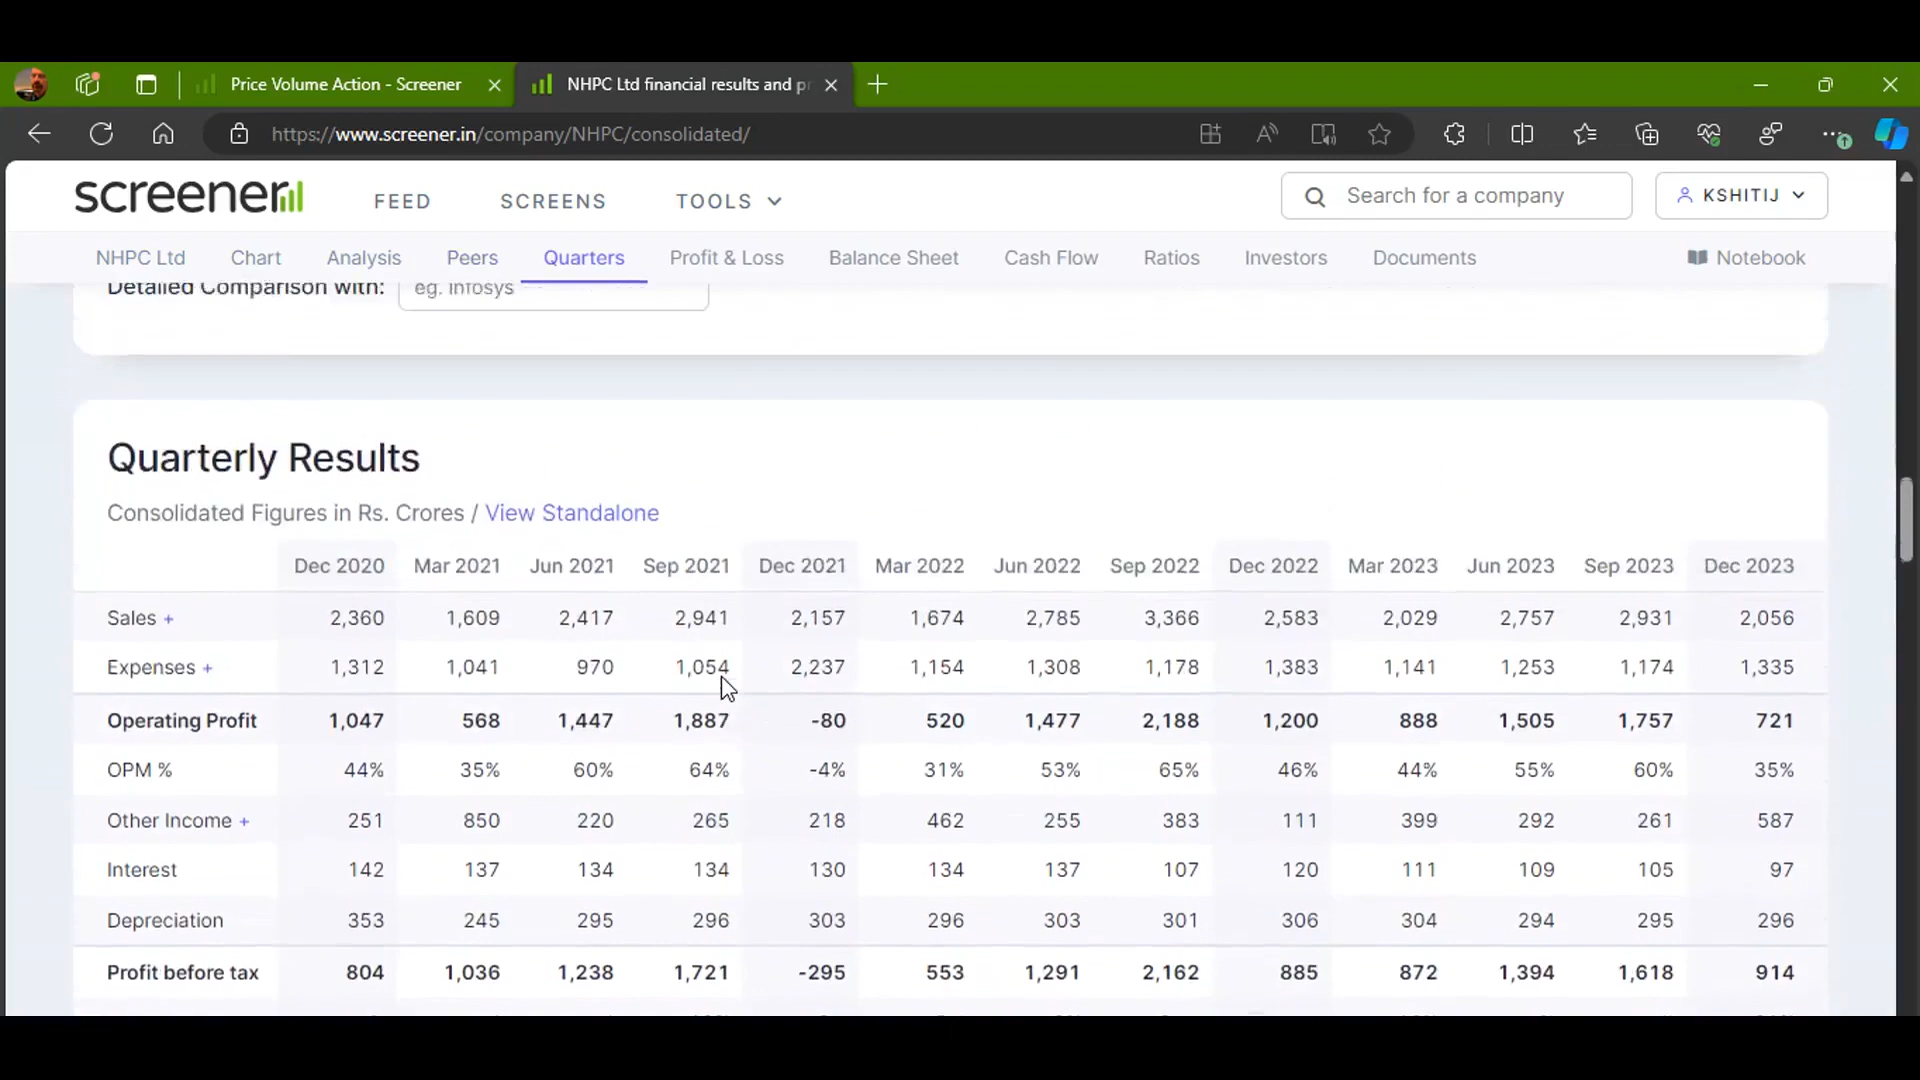 Price Volume Action - Screener
NHPC Ltd financial results and pr
https://www.screener.in/company/NHPC/consolidated/
screener
FEED SCREENS TOOLS
Search for a company
KSHITIJ
NHPC Ltd Chart Analysis Peers Quarters Profit & Loss Balance Sheet Cash Flow Ratios Investors Documents Notebook
Detailed Comparison with: eg. Infosys
Quarterly Results
Consolidated Figures in Rs. Crores / View Standalone
Dec 2020 Mar 2021 Jun 2021 Sep 2021 Dec 2021 Mar 2022 Jun 2022 Sep 2022 Dec 2022 Mar 2023 Jun 2023 Sep 2023 Dec 2023
Sales + 2,360 1,609 2,417 2,941 2,157 1,674 2,785 3,366 2,583 2,029 2,757 2,931 2,056
Expenses + 1,312 1,041 970 1,054 2,237 1,154 1,308 1,178 1,383 1,141 1,253 1,174 1,335
Operating Profit 1,047 568 1,447 1,887 -80 520 1,477 2,188 1,200 888 1,505 1,757 721
OPM % 44% 35% 60% 64% -4% 31% 53% 65% 46% 44% 55% 60% 35%
Other Income + 251 850 220 265 218 462 255 383 111 399 292 261 587
Interest 142 137 134 134 130 134 137 107 120 111 109 105 97
Depreciation 353 245 295 296 303 296 303 301 306 304 294 295 296
Profit before tax 804 1,036 1,238 1,721 -295 553 1,291 2,162 885 872 1,394 1,618 914